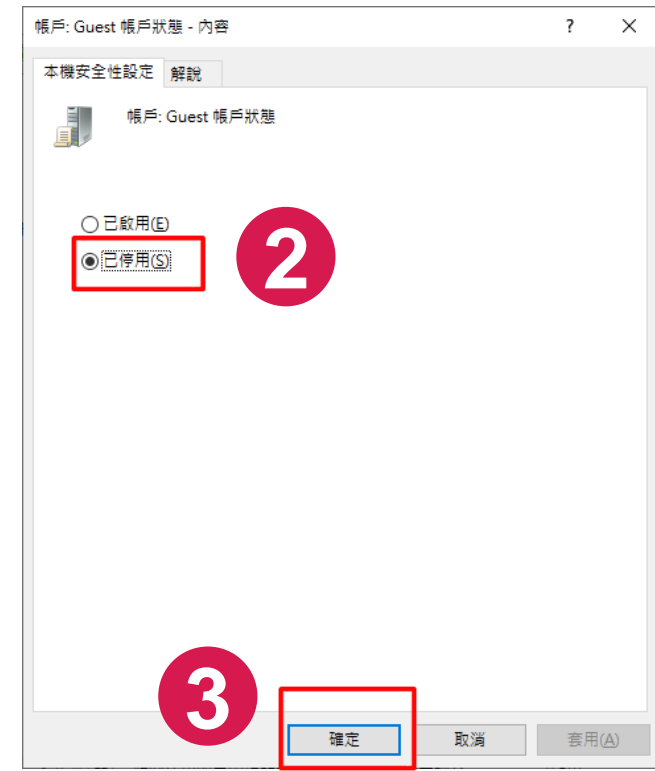 帳戶: Guest 帳戶狀態 - 內容
本機安全性設定 解說
帳戶: Guest 帳戶狀態
已啟用(E)
已停用(S)
2
3
確定 取消 套用(A)